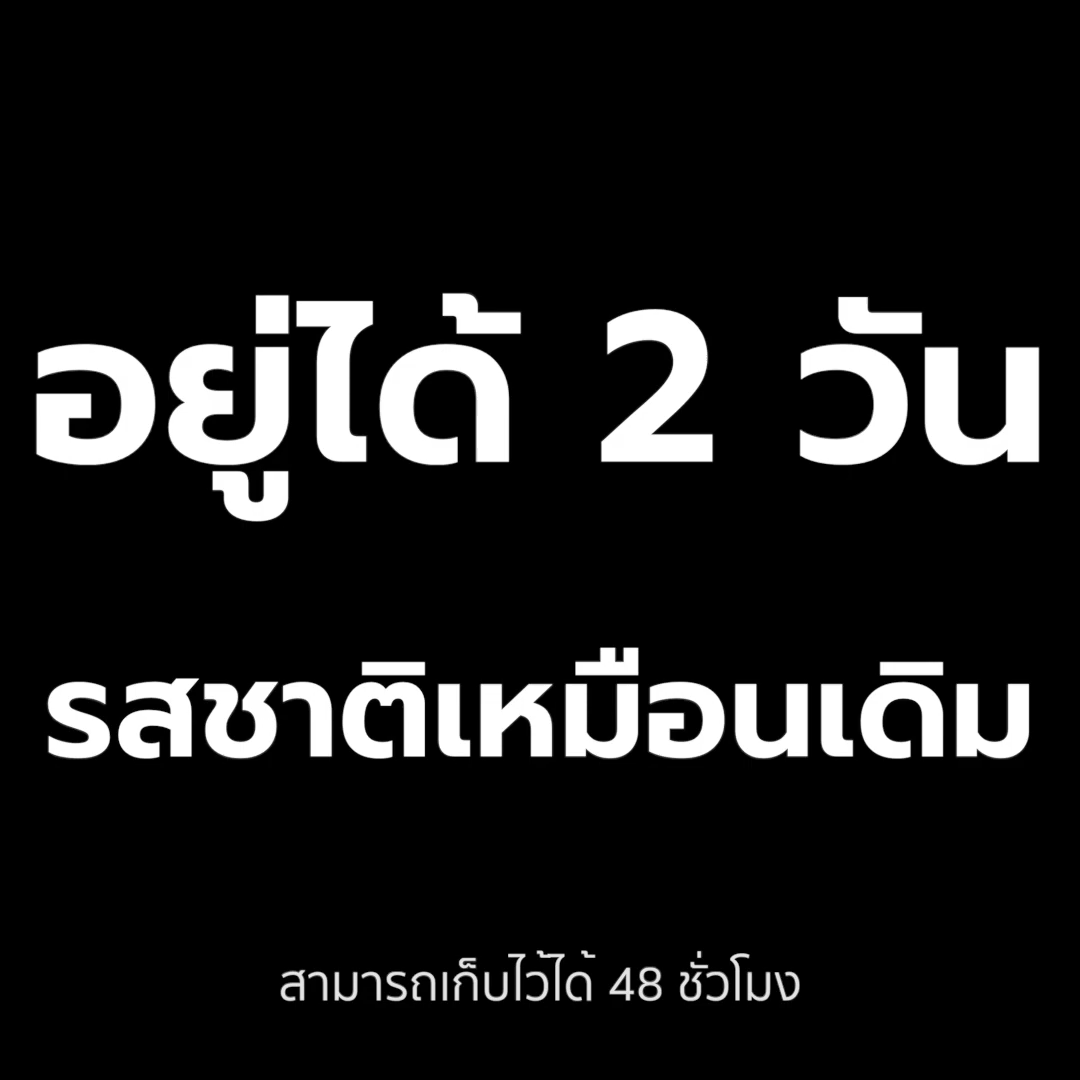 อยู่ได้ 2 วัน
รสชาติเหมือนเดิม
สามารถเก็บไว้ได้ 48 ชั่วโมง